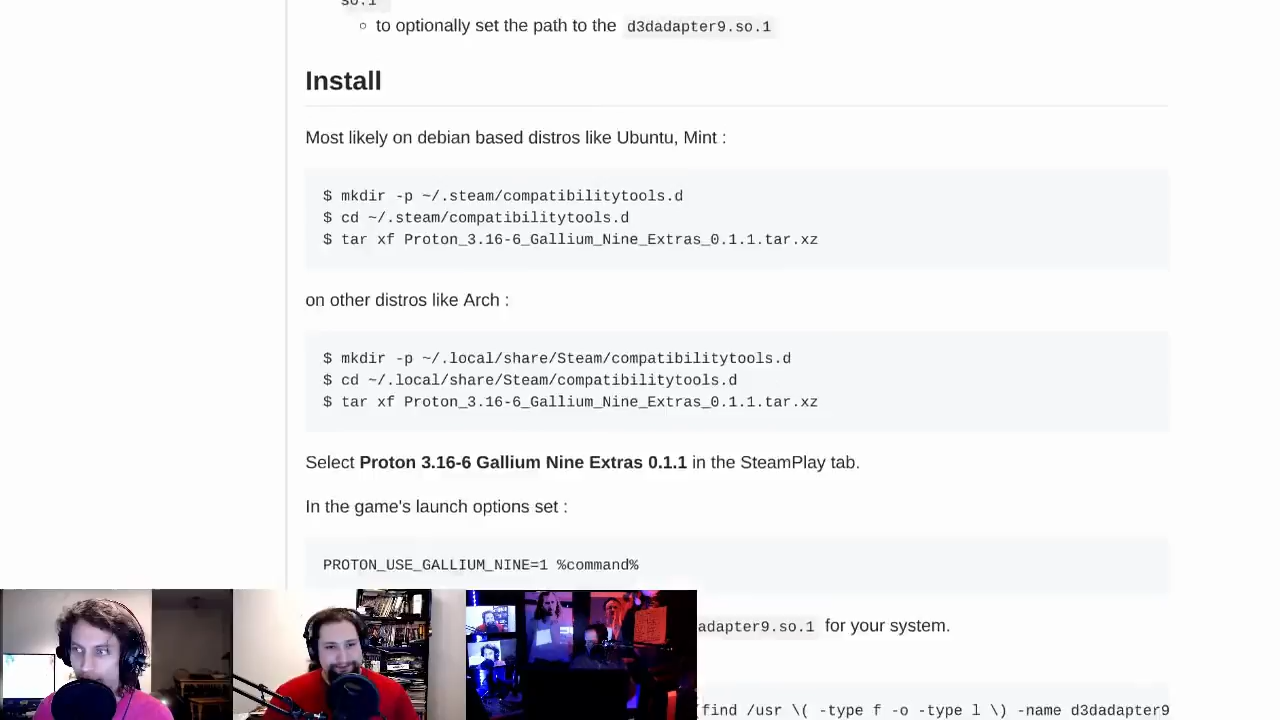 so.1
to optionally set the path to the d3dadapter9.so.1
Install
Most likely on debian based distros like Ubuntu, Mint :
$ mkdir -p ~/.steam/compatibilitytools.d
$ cd ~/.steam/compatibilitytools.d
$ tar xf Proton_3.16-6_Gallium_Nine_Extras_0.1.1.tar.xz
on other distros like Arch :
$ mkdir -p ~/.local/share/Steam/compatibilitytools.d
$ cd ~/.local/share/Steam/compatibilitytools.d
$ tar xf Proton_3.16-6_Gallium_Nine_Extras_0.1.1.tar.xz
Select Proton 3.16-6 Gallium Nine Extras 0.1.1 in the SteamPlay tab.
In the game's launch options set :
PROTON_USE_GALLIUM_NINE=1 %command%
adapter9.so.1 for your system.
find /usr \( -type f -o -type l \) -name d3dadapter9